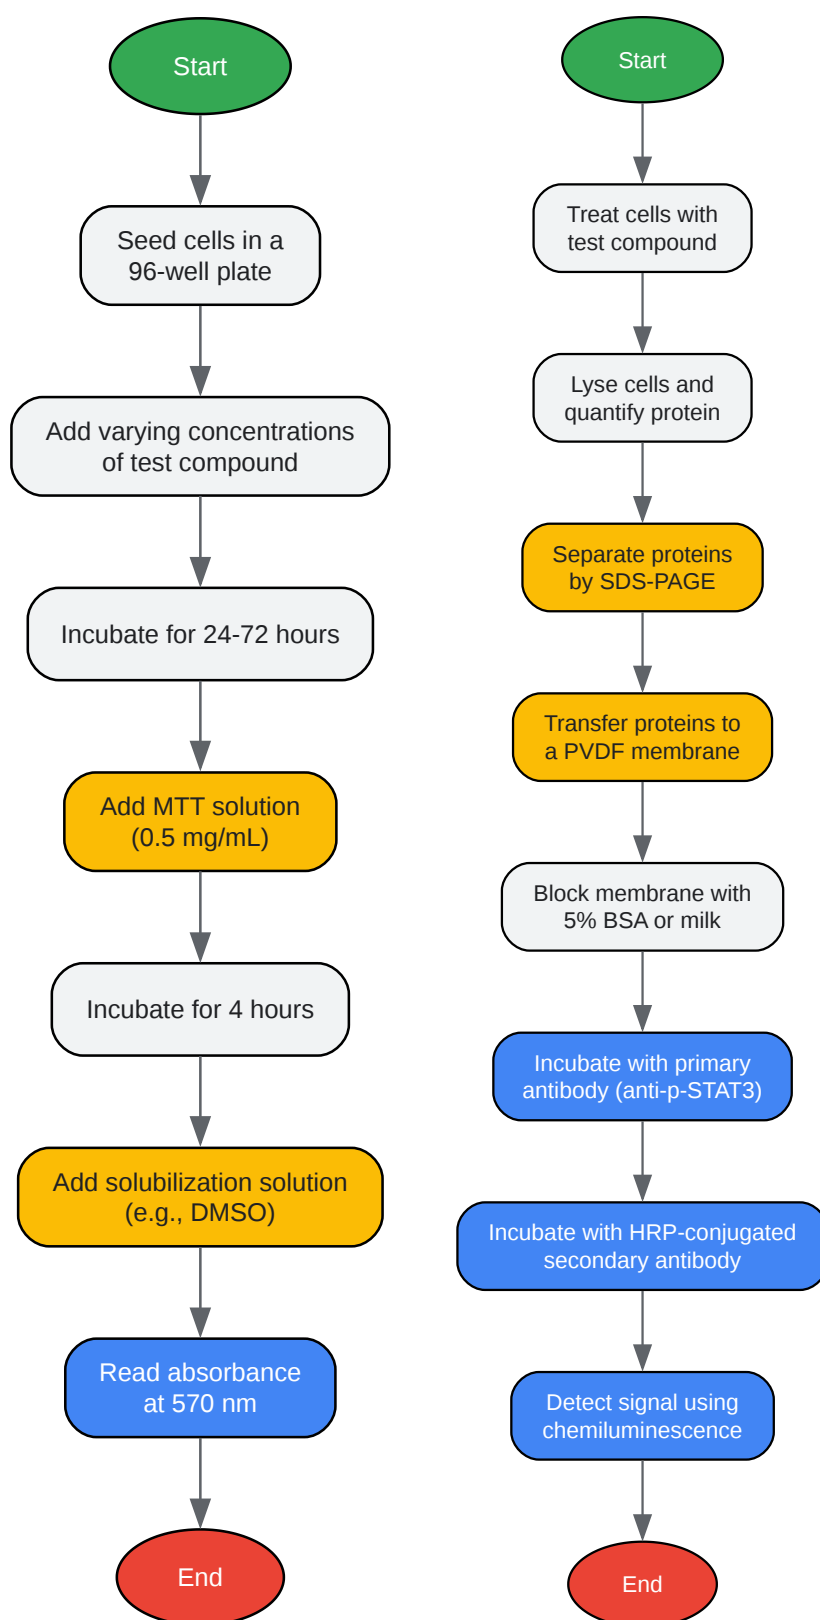 Start
Seed cells in a
96-well plate
Add varying concentrations
of test compound
Incubate for 24-72 hours
Add MTT solution
(0.5 mg/mL)
Incubate for 4 hours
Add solubilization solution
(e.g., DMSO)
Read absorbance
at 570 nm
End
Start
Treat cells with
test compound
Lyse cells and
quantify protein
Separate proteins
by SDS-PAGE
Transfer proteins to
a PVDF membrane
Block membrane with
5% BSA or milk
Incubate with primary
antibody (anti-p-STAT3)
Incubate with HRP-conjugated
secondary antibody
Detect signal using
chemiluminescence
End